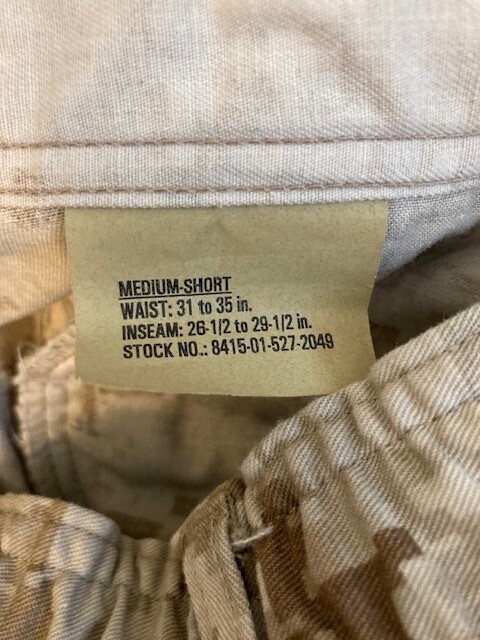 MEDIUM-SHORT
WAIST: 31 to 35 in.
INSEAM: 26-1/2 to 29-1/2 in.
STOCK NO.: 8415-01-527-2049